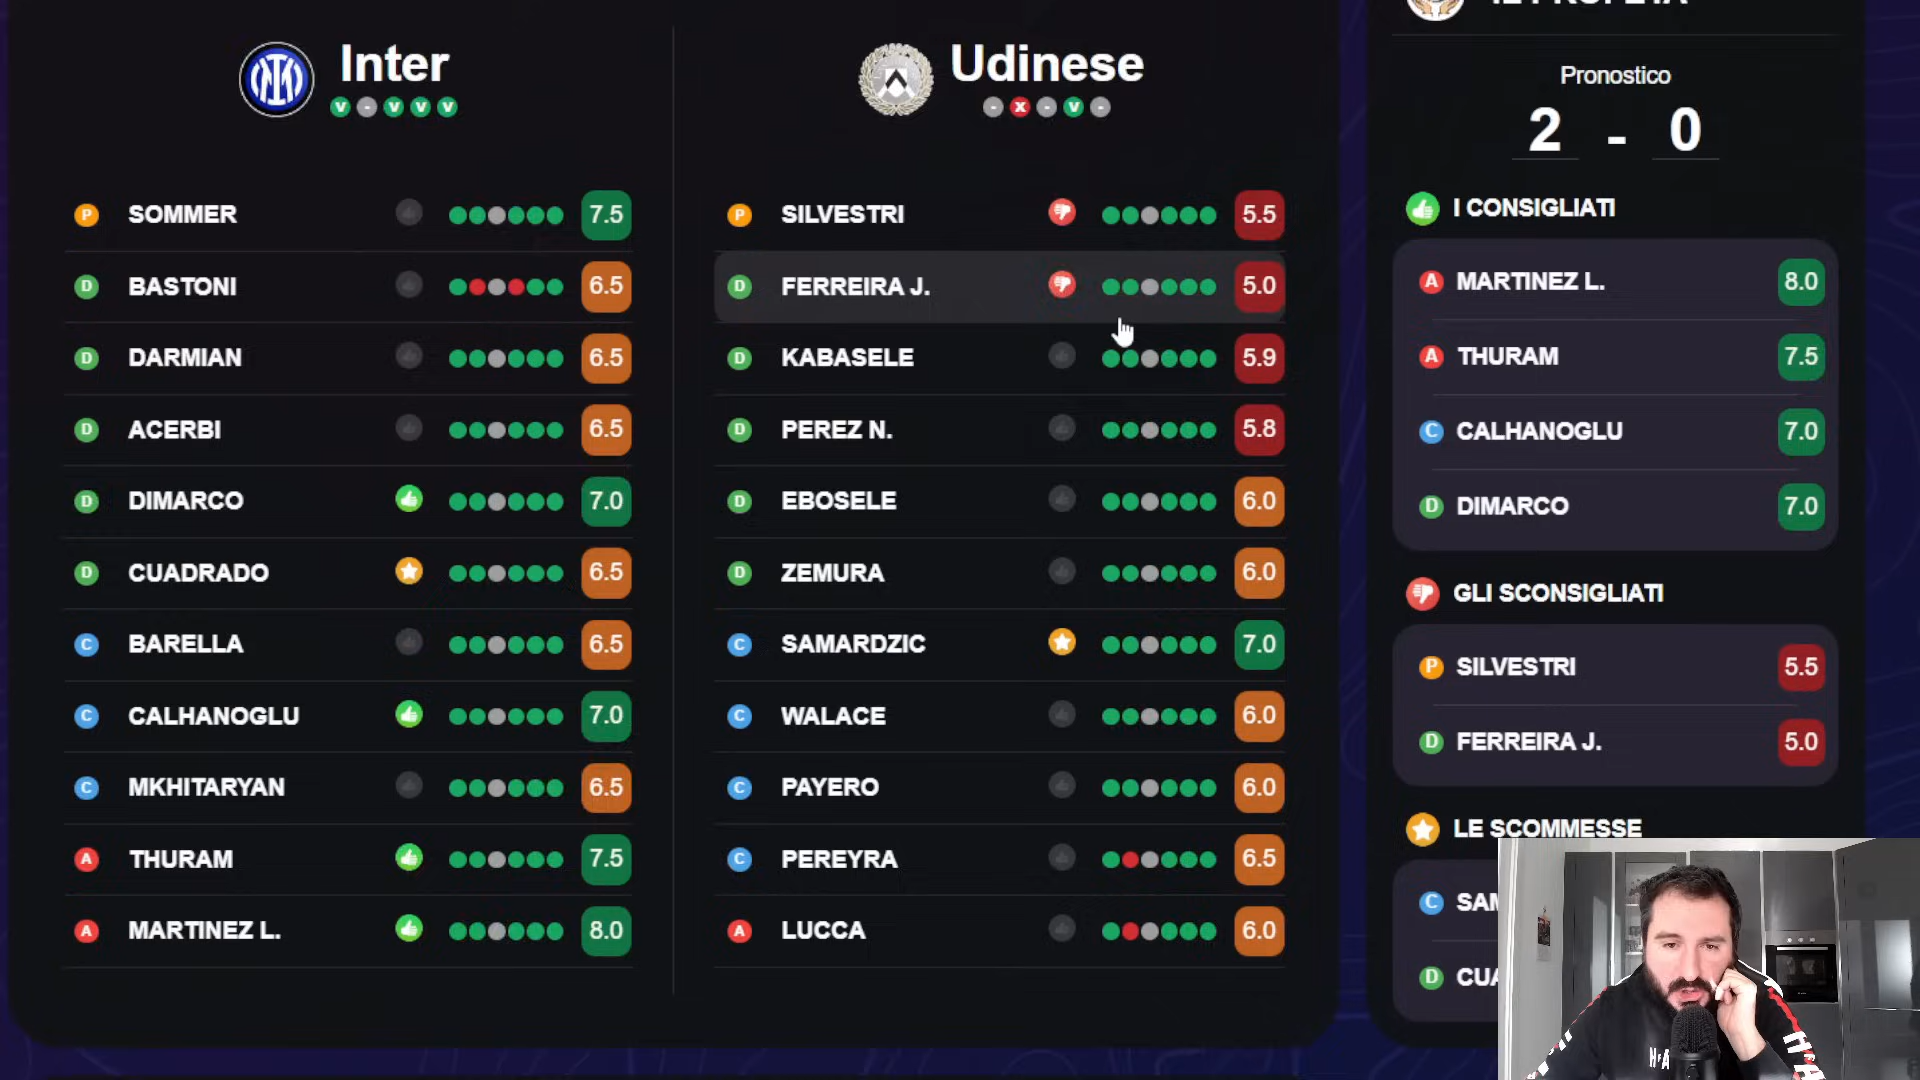 IL PROFETA
Inter
V - V V V
Udinese
- X - V -
P SOMMER 7.5
D BASTONI 6.5
D DARMIAN 6.5
D ACERBI 6.5
D DIMARCO 7.0
D CUADRADO 6.5
C BARELLA 6.5
C CALHANOGLU 7.0
C MKHITARYAN 6.5
A THURAM 7.5
A MARTINEZ L. 8.0
P SILVESTRI 5.5
D FERREIRA J. 5.0
D KABASELE 5.9
D PEREZ N. 5.8
D EBOSELE 6.0
D ZEMURA 6.0
C SAMARDZIC 7.0
C WALACE 6.0
C PAYERO 6.0
C PEREYRA 6.5
A LUCCA 6.0
Pronostico
2 - 0
I CONSIGLIATI
A MARTINEZ L. 8.0
A THURAM 7.5
C CALHANOGLU 7.0
D DIMARCO 7.0
GLI SCONSIGLIATI
P SILVESTRI 5.5
D FERREIRA J. 5.0
LE SCOMMESSE
C
D